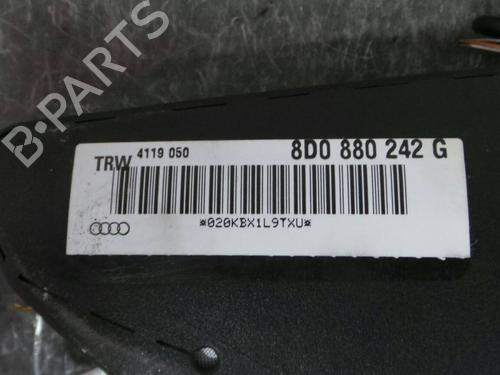 TRW 4119 050 8D0 880 242 G
*020KBX1L9TXU*
B-PARTS